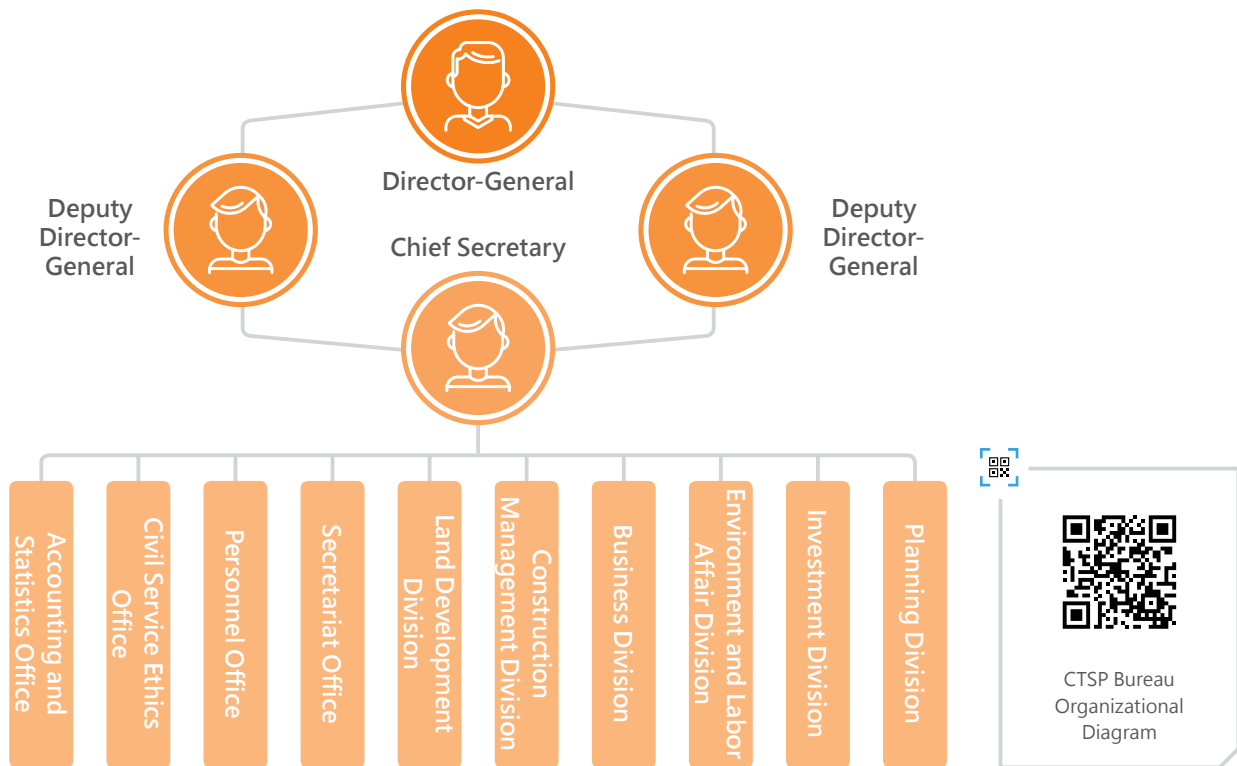 Director-General
Deputy
Director-
General
Deputy
Director-
General
Chief Secretary
Accounting and
Statistics Office
Civil Service Ethics
Office
Personnel Office
Secretariat Office
Land Development
Division
Construction
Management Division
Business Division
Environment and Labor
Affair Division
Investment Division
Planning Division
CTSP Bureau
Organizational
Diagram